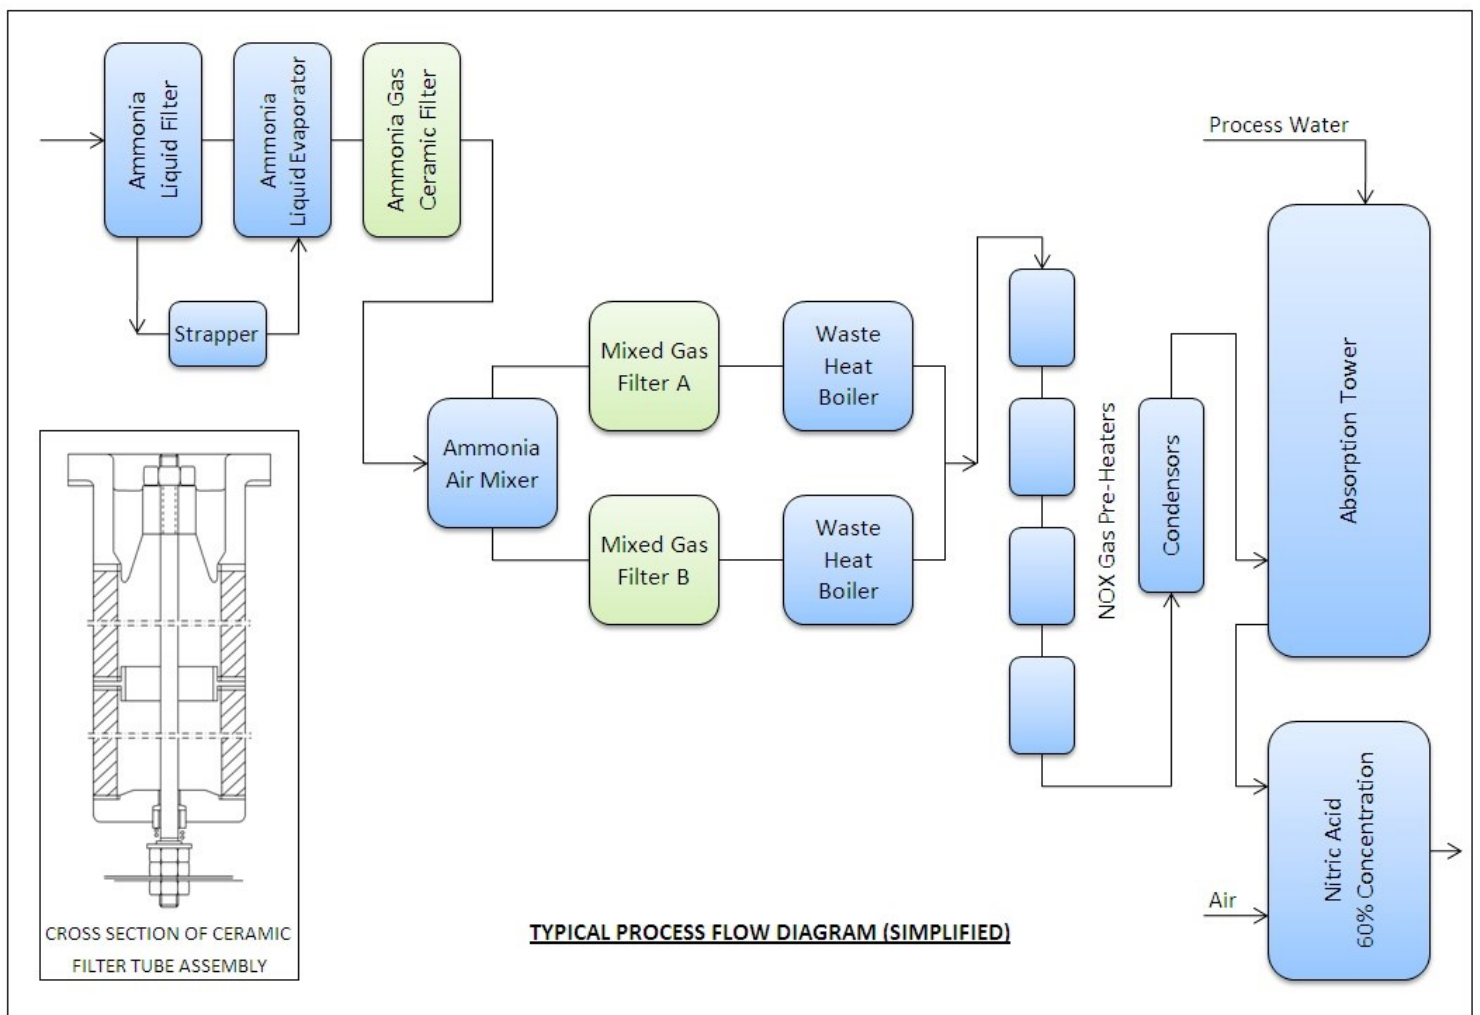 Ammonia
Liquid Filter
Ammonia
Liquid Evaporator
Ammonia Gas
Ceramic Filter
Strapper
Process Water
Ammonia
Air Mixer
Mixed Gas
Filter A
Waste
Heat
Boiler
Mixed Gas
Filter B
Waste
Heat
Boiler
NOX Gas Pre-Heaters
Condensors
Absorption Tower
Air
Nitric Acid
60% Concentration
CROSS SECTION OF CERAMIC
FILTER TUBE ASSEMBLY
TYPICAL PROCESS FLOW DIAGRAM (SIMPLIFIED)